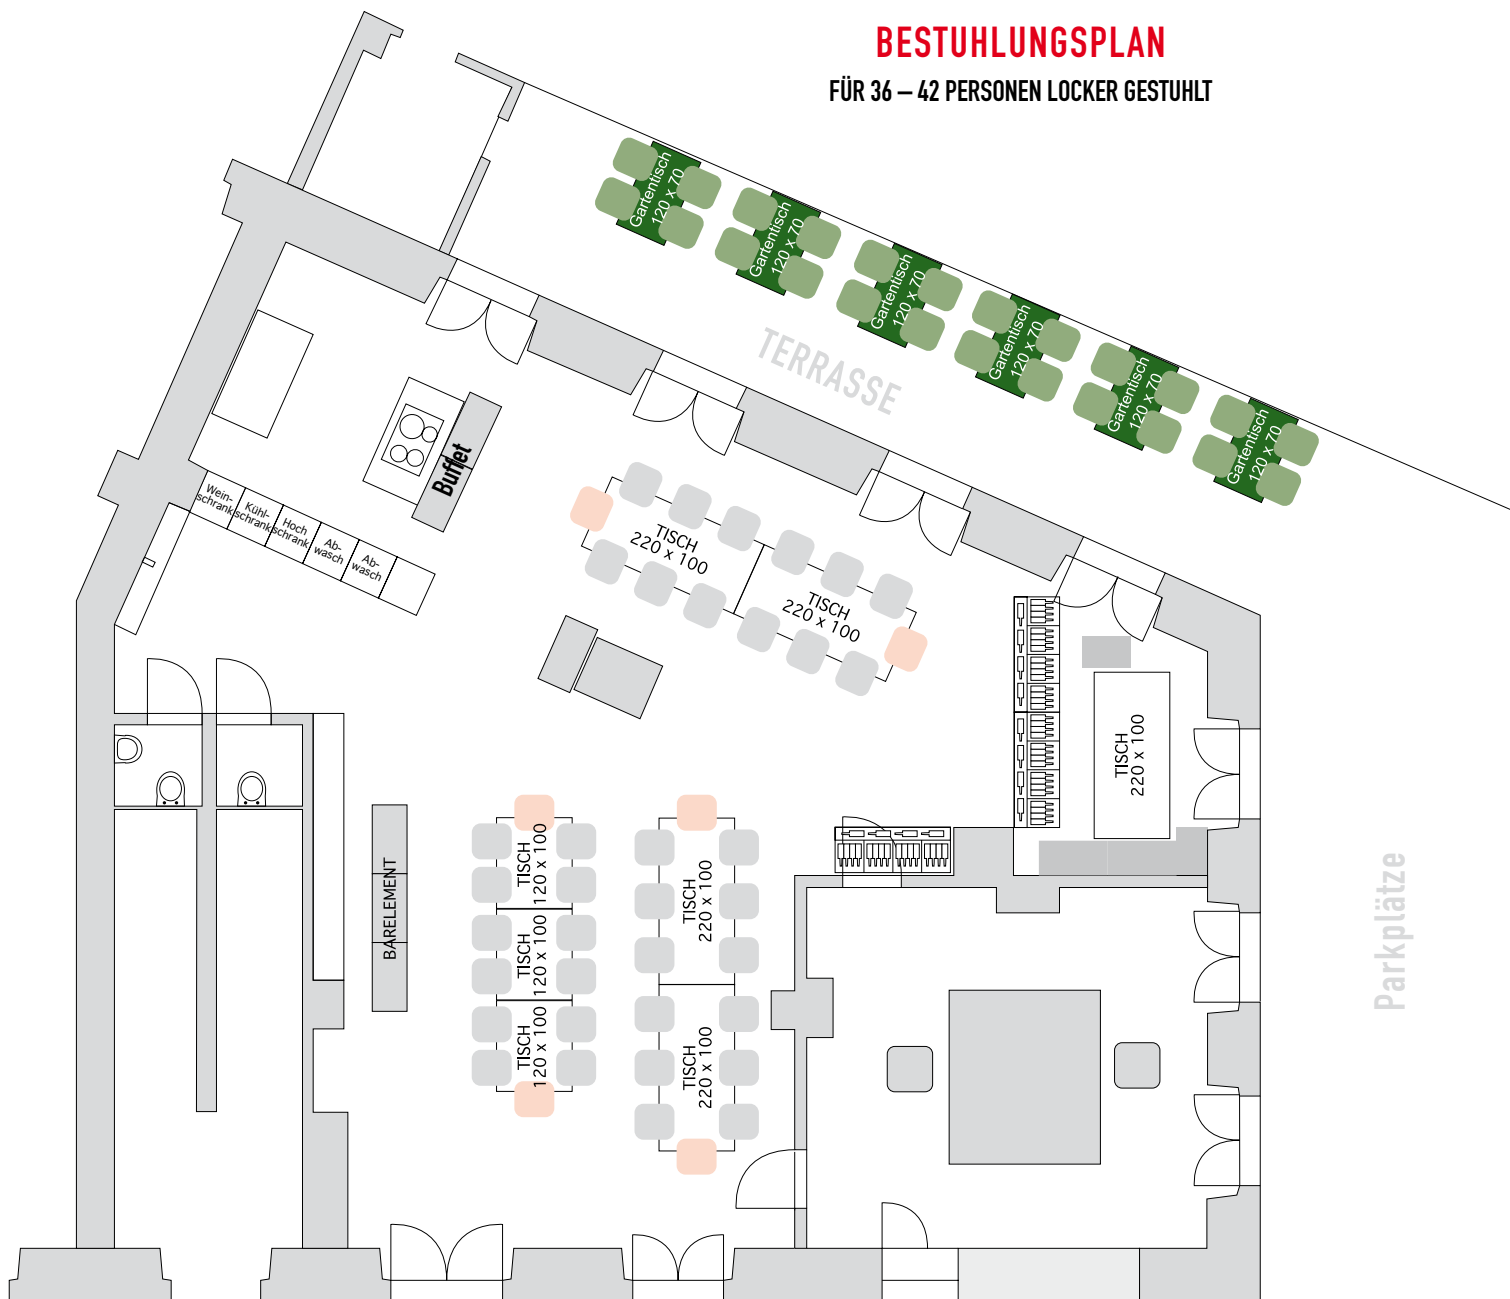 BESTUHLUNGSPLAN
FÜR 36 – 42 PERSONEN LOCKER GESTUHLT
Gartentisch
120 x 70
Gartentisch
120 x 70
Gartentisch
120 x 70
Gartentisch
120 x 70
Gartentisch
120 x 70
Gartentisch
120 x 70
TERRASSE
Buffet
Wein-
schrank
Kühl-
schrank
Hoch
schrank
Ab-
wasch
Ab-
wasch
TISCH
220 x 100
TISCH
220 x 100
TISCH
220 x 100
BARELEMENT
TISCH
120 x 100
TISCH
120 x 100
TISCH
120 x 100
TISCH
220 x 100
TISCH
220 x 100
Parkplätze